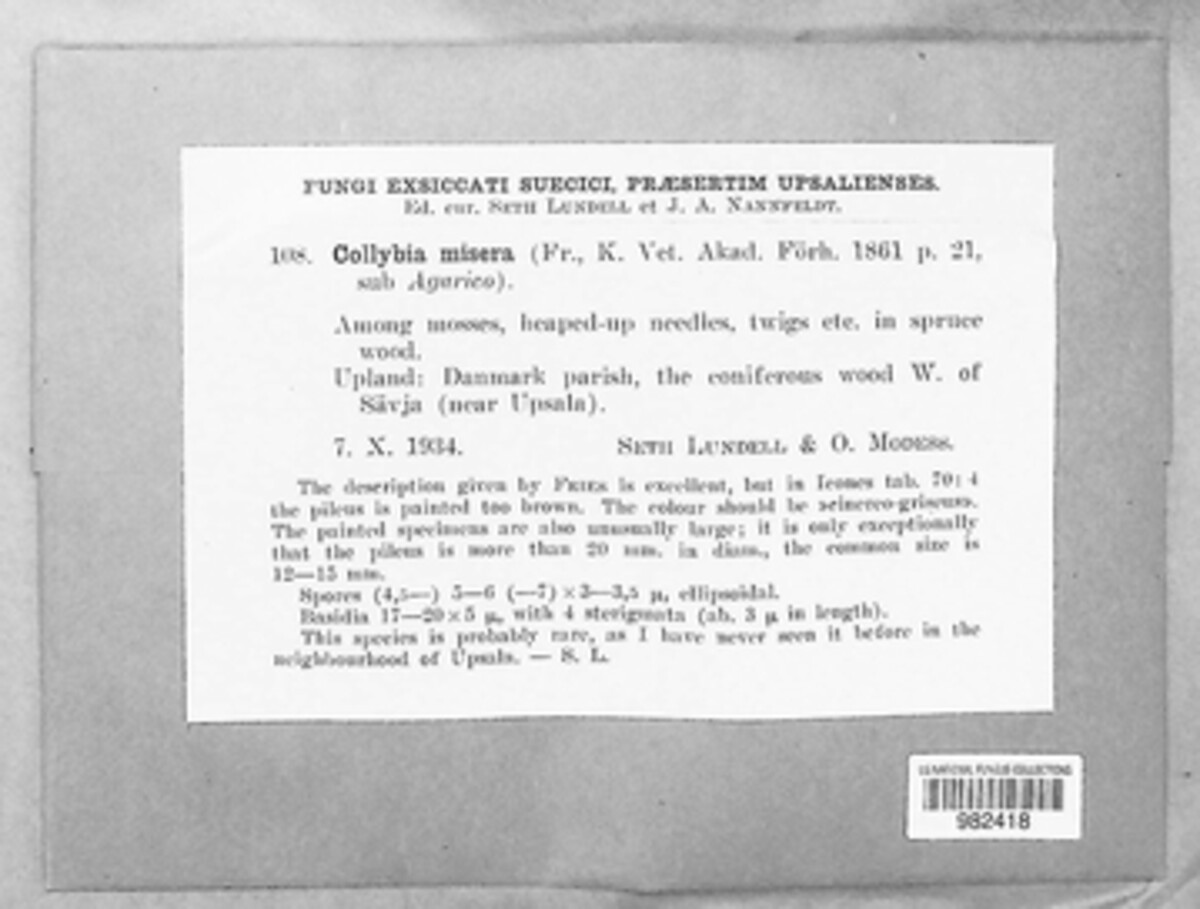 FUNGI EXSICCATI SUECICI, PRÆSERTIM UPSALIENSES.
Ed. cur. SETH LUNDELL et J. A. NANNFELDT.
108. Collybia misera (Fr., K. Vet. Akad. Förh. 1861 p. 21,
sub Agarico).
Among mosses, heaped-up needles, twigs etc. in spruce
wood.
Upland: Danmark parish, the coniferous wood W. of
Sävja (near Upsala).
7. X. 1934. SETH LUNDELL & O. MODESS.
The description given by FRIES is excellent, but in Icones tab. 70: 4
the pileus is painted too brown. The colour should be »cinereo-griseus».
The painted specimens are also unusually large; it is only exceptionally
that the pileus is more than 20 mm. in diam., the common size is
12—15 mm.
Spores (4,5—) 5—6 (—7) × 3—3,5 µ, ellipsoidal.
Basidia 17—20 × 5 µ, with 4 sterigmata (ab. 3 µ in length).
This species is probably rare, as I have never seen it before in the
neighbourhood of Upsala. — S. L.
U.S. NATIONAL FUNGUS COLLECTIONS
982418